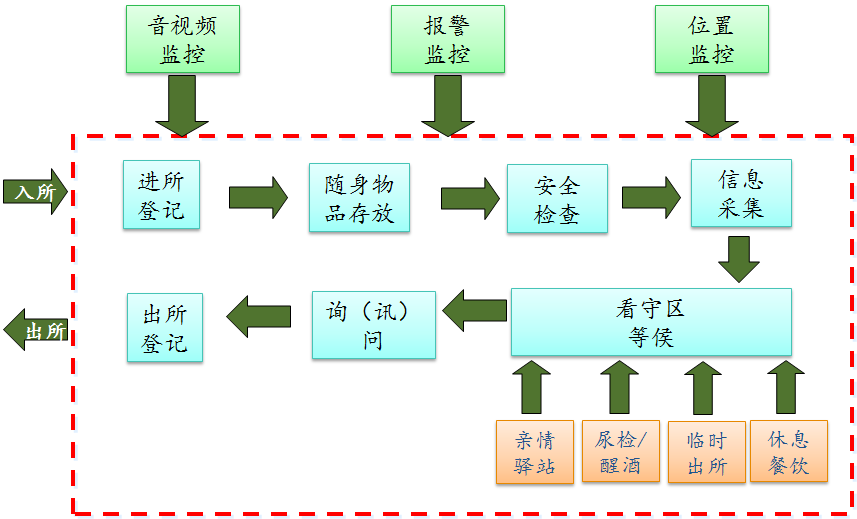 音视频
监控
报警
监控
位置
监控
入所
进所
登记
随身物
品存放
安全
检查
信息
采集
出所
出所
登记
询（讯）
问
看守区
等侯
亲情
驿站
尿检/
醒酒
临时
出所
休息
餐饮